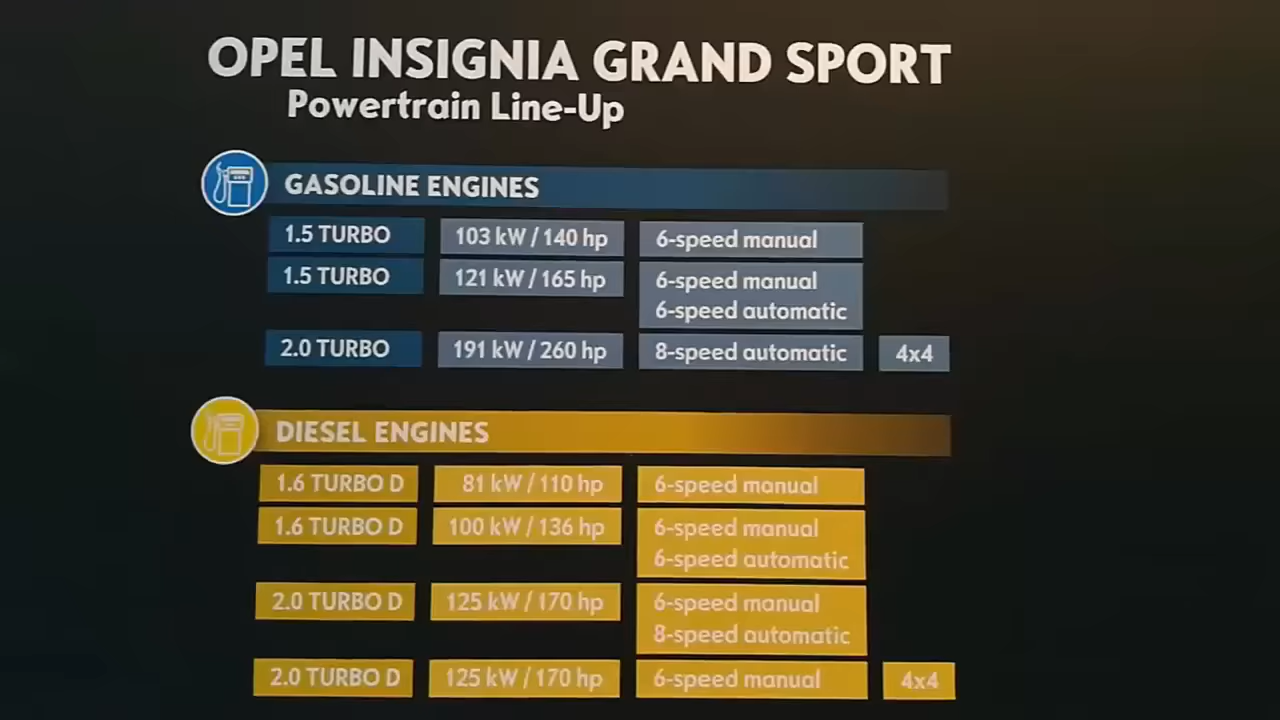 OPEL INSIGNIA GRAND SPORT
Powertrain Line-Up
GASOLINE ENGINES
1.5 TURBO 103 kW / 140 hp 6-speed manual
1.5 TURBO 121 kW / 165 hp 6-speed manual
6-speed automatic
2.0 TURBO 191 kW / 260 hp 8-speed automatic 4x4
DIESEL ENGINES
1.6 TURBO D 81 kW / 110 hp 6-speed manual
1.6 TURBO D 100 kW / 136 hp 6-speed manual
6-speed automatic
2.0 TURBO D 125 kW / 170 hp 6-speed manual
8-speed automatic
2.0 TURBO D 125 kW / 170 hp 6-speed manual 4x4